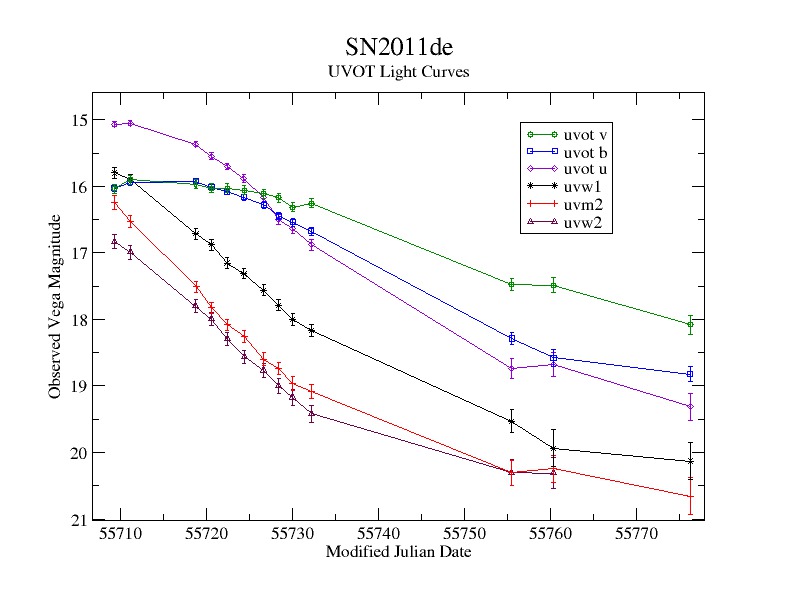 SN2011de
UVOT Light Curves
uvot v
uvot b
uvot u
uvw1
uvm2
uvw2
Observed Vega Magnitude
15
16
17
18
19
20
21
55710 55720 55730 55740 55750 55760 55770
Modified Julian Date